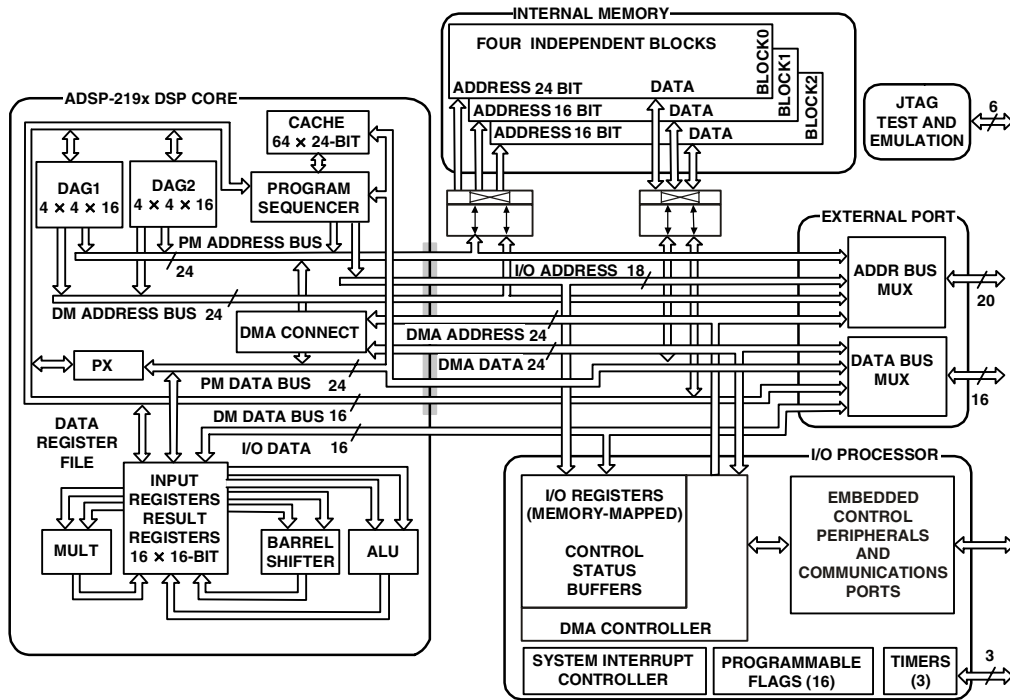 INTERNAL MEMORY
FOUR INDEPENDENT BLOCKS
BLOCK0
BLOCK1
BLOCK2
ADDRESS 24 BIT
DATA
ADDRESS 16 BIT
DATA
ADDRESS 16 BIT
DATA
JTAG
TEST AND
EMULATION
6
ADSP-219x DSP CORE
CACHE
64 × 24-BIT
DAG1
4 × 4 × 16
DAG2
4 × 4 × 16
PROGRAM
SEQUENCER
PM ADDRESS BUS
24
I/O ADDRESS 18
DM ADDRESS BUS
24
DMA CONNECT
DMA ADDRESS 24
DMA DATA 24
PX
PM DATA BUS
24
DM DATA BUS
16
I/O DATA
16
EXTERNAL PORT
ADDR BUS
MUX
20
DATA BUS
MUX
16
DATA
REGISTER
FILE
INPUT
REGISTERS
RESULT
REGISTERS
16 × 16-BIT
MULT
BARREL
SHIFTER
ALU
I/O PROCESSOR
I/O REGISTERS
(MEMORY-MAPPED)
CONTROL
STATUS
BUFFERS
DMA CONTROLLER
EMBEDDED
CONTROL
PERIPHERALS
AND
COMMUNICATIONS
PORTS
SYSTEM INTERRUPT
CONTROLLER
PROGRAMMABLE
FLAGS (16)
TIMERS
(3)
3